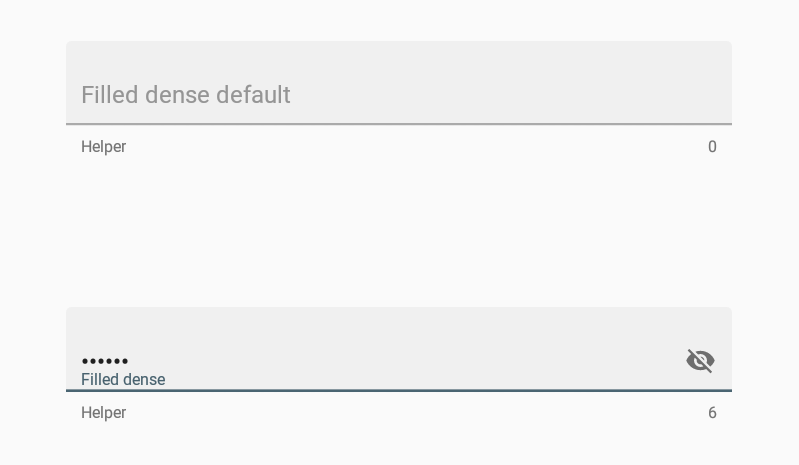 Filled dense default
Helper 0
••••••
Filled dense
Helper 6